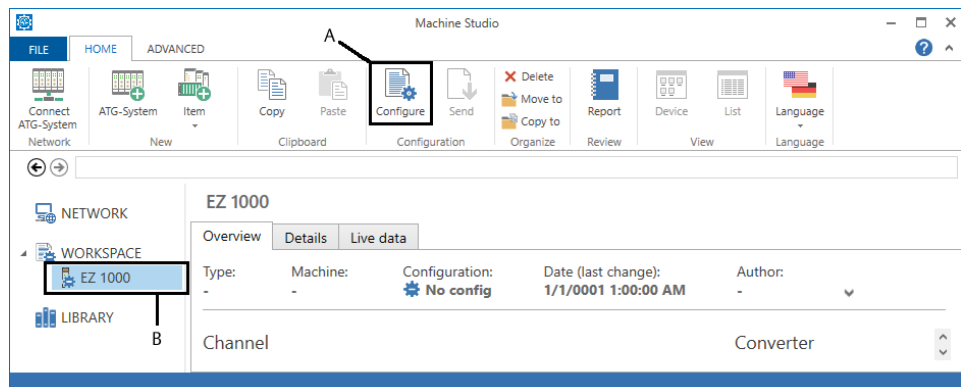 Machine Studio
A
FILE HOME ADVANCED
Connect ATG-System Item Copy Paste Configure Send Delete Report Device List Language
ATG-System Move to
Copy to
Network New Clipboard Configuration Organize Review View Language
NETWORK
WORKSPACE
EZ 1000
LIBRARY
B
EZ 1000
Overview Details Live data
Type: Machine: Configuration: Date (last change): Author:
- - No config 1/1/0001 1:00:00 AM -
Channel Converter